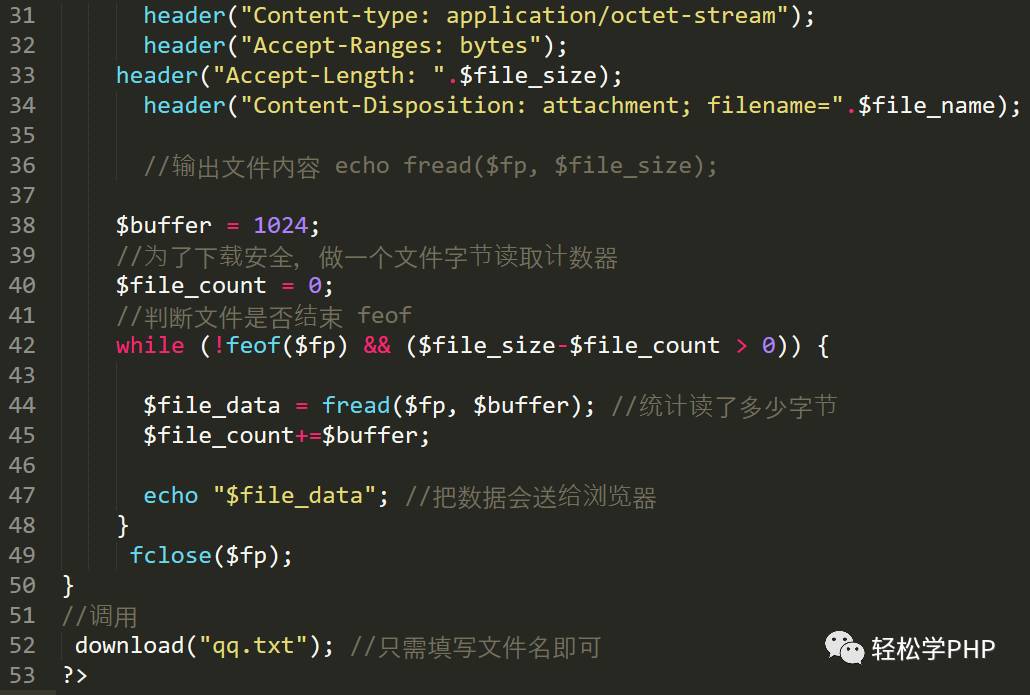 31 header("Content-type: application/octet-stream");
32 header("Accept-Ranges: bytes");
33 header("Accept-Length: ".$file_size);
34 header("Content-Disposition: attachment; filename=".$file_name);
35
36 //输出文件内容 echo fread($fp, $file_size);
37
38 $buffer = 1024;
39 //为了下载安全, 做一个文件字节读取计数器
40 $file_count = 0;
41 //判断文件是否结束 feof
42 while (!feof($fp) && ($file_size-$file_count > 0)) {
43
44 $file_data = fread($fp, $buffer); //统计读了多少字节
45 $file_count+=$buffer;
46
47 echo "$file_data"; //把数据会送给浏览器
48 }
49 fclose($fp);
50 }
51 //调用
52 download("qq.txt"); //只需填写文件名即可
53 ?>
轻松学PHP